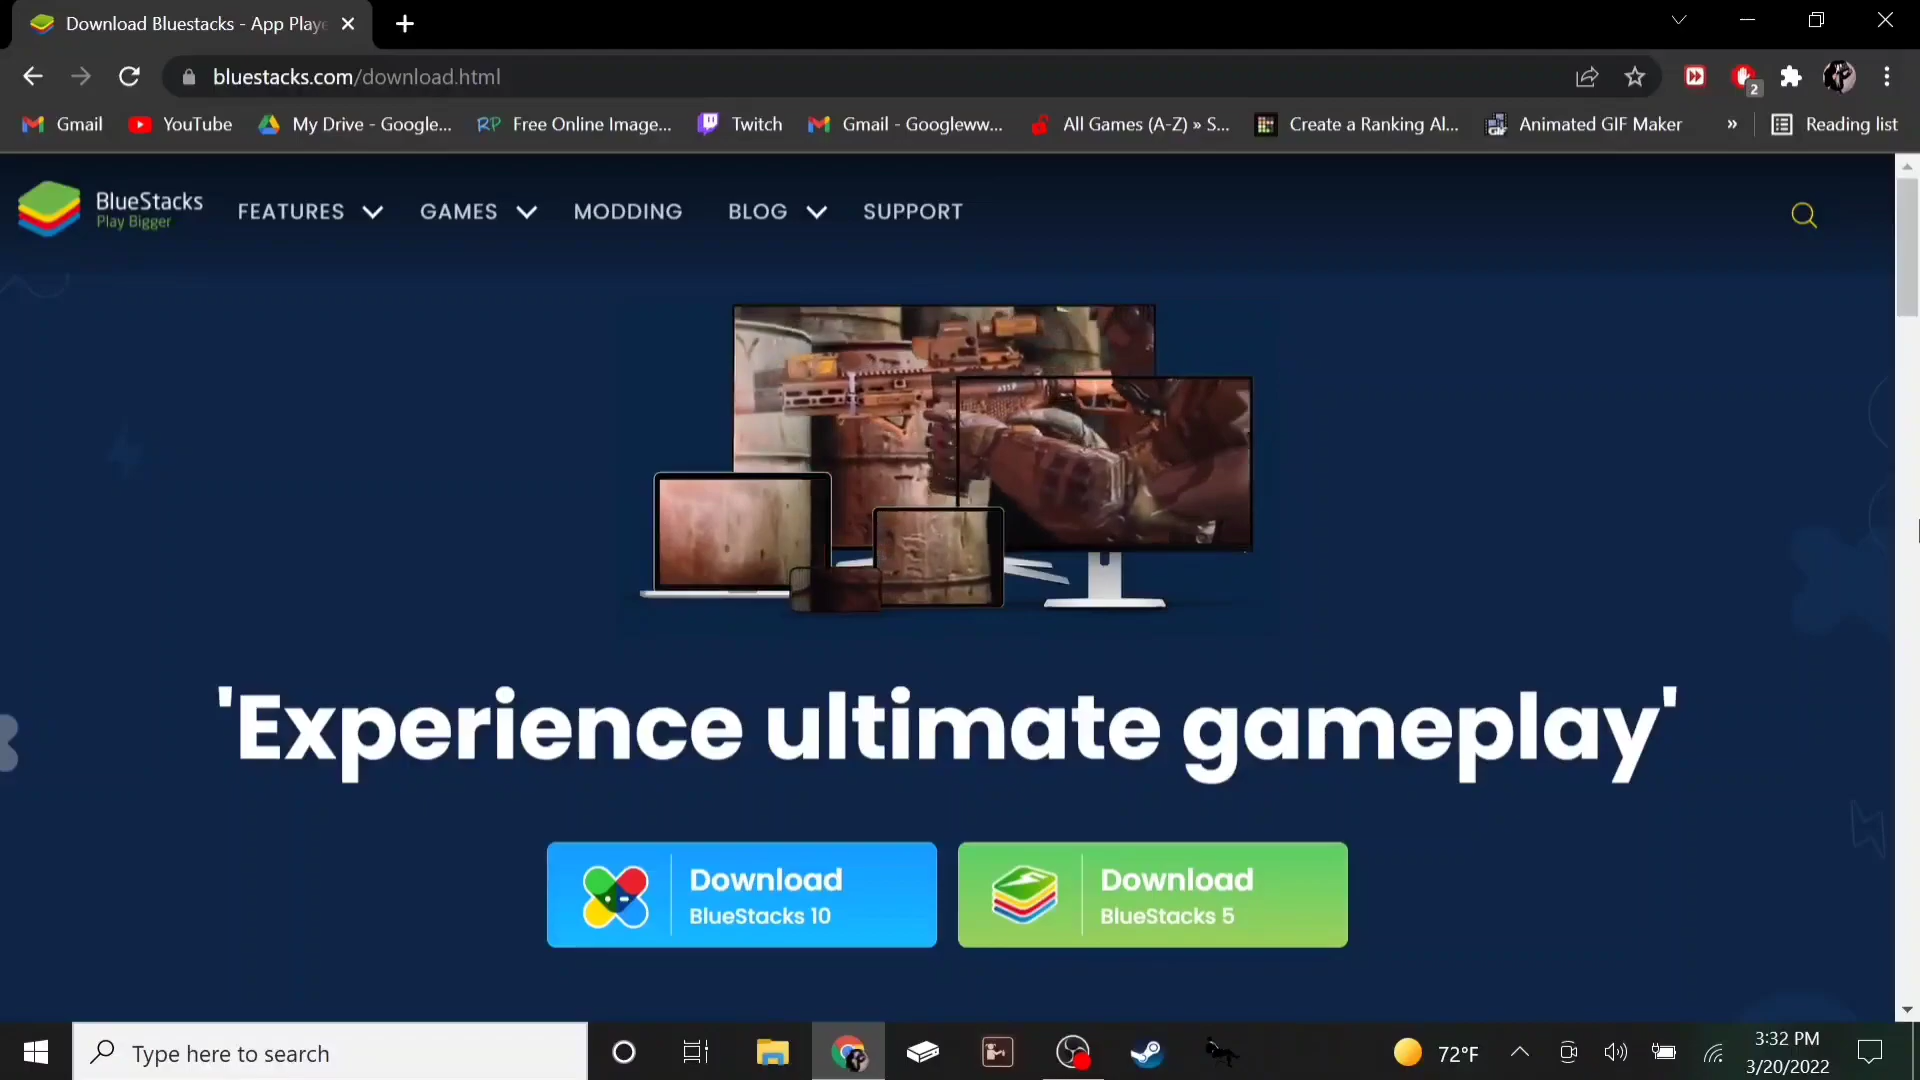 Download Bluestacks - App Playe
bluestacks.com/download.html
2
Gmail
YouTube
My Drive - Google...
RP
Free Online Image...
Twitch
Gmail - Googleww...
All Games (A-Z) » S...
Create a Ranking Al...
GIF
Animated GIF Maker
»
Reading list
BlueStacks
Play Bigger
FEATURES
GAMES
MODDING
BLOG
SUPPORT
'Experience ultimate gameplay'
Download
BlueStacks 10
Download
BlueStacks 5
Type here to search
72°F
3:32 PM
3/20/2022